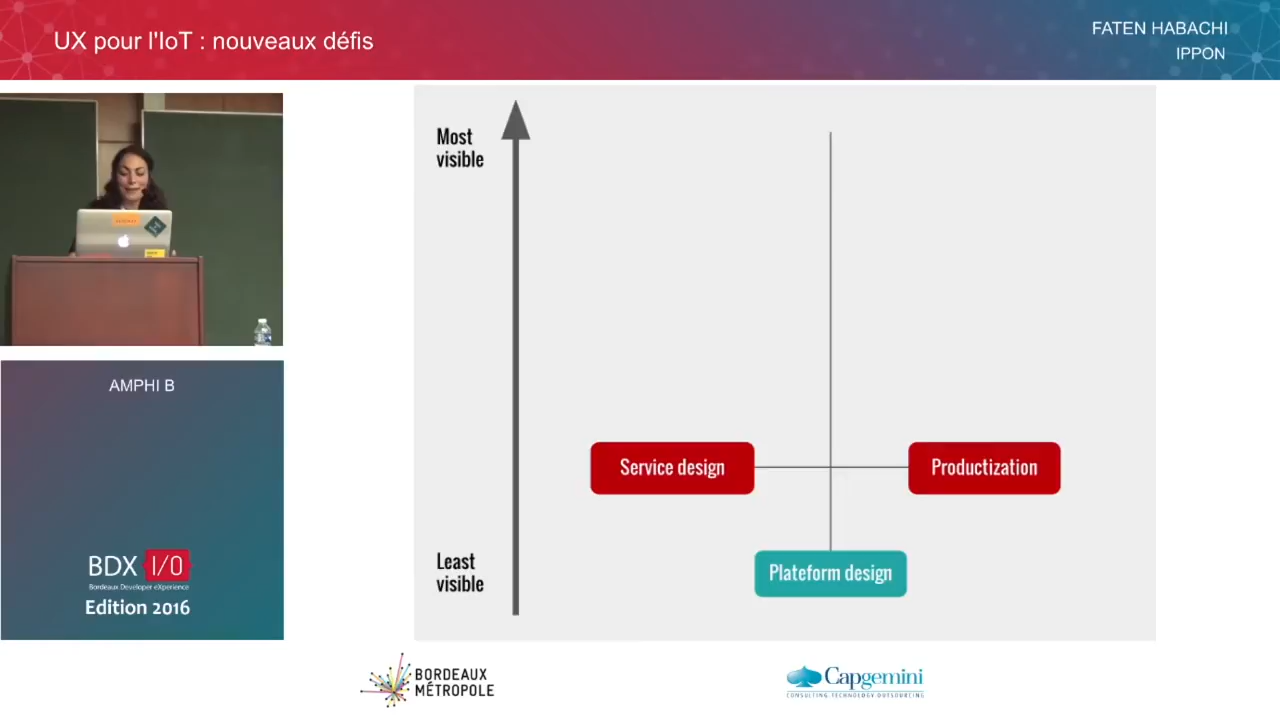 UX pour l'IoT : nouveaux défis
FATEN HABACHI
IPPON
Most
visible
Service design
Productization
Least
visible
Plateform design
AMPHI B
BDX I/O
Bordeaux Developer eXperience
Edition 2016
BORDEAUX
MÉTROPOLE
Capgemini
CONSULTING.TECHNOLOGY.OUTSOURCING